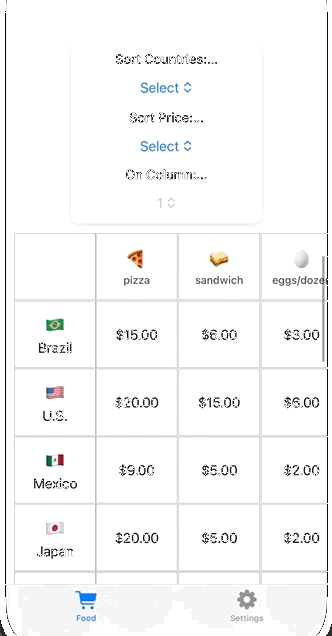 Sort Countries:...
Select
Sort Price:...
Select
On Column:...
1
pizza sandwich eggs/dozen
Brazil $15.00 $6.00 $3.00
U.S. $20.00 $15.00 $6.00
Mexico $9.00 $5.00 $2.00
Japan $20.00 $5.00 $2.00
Food Settings